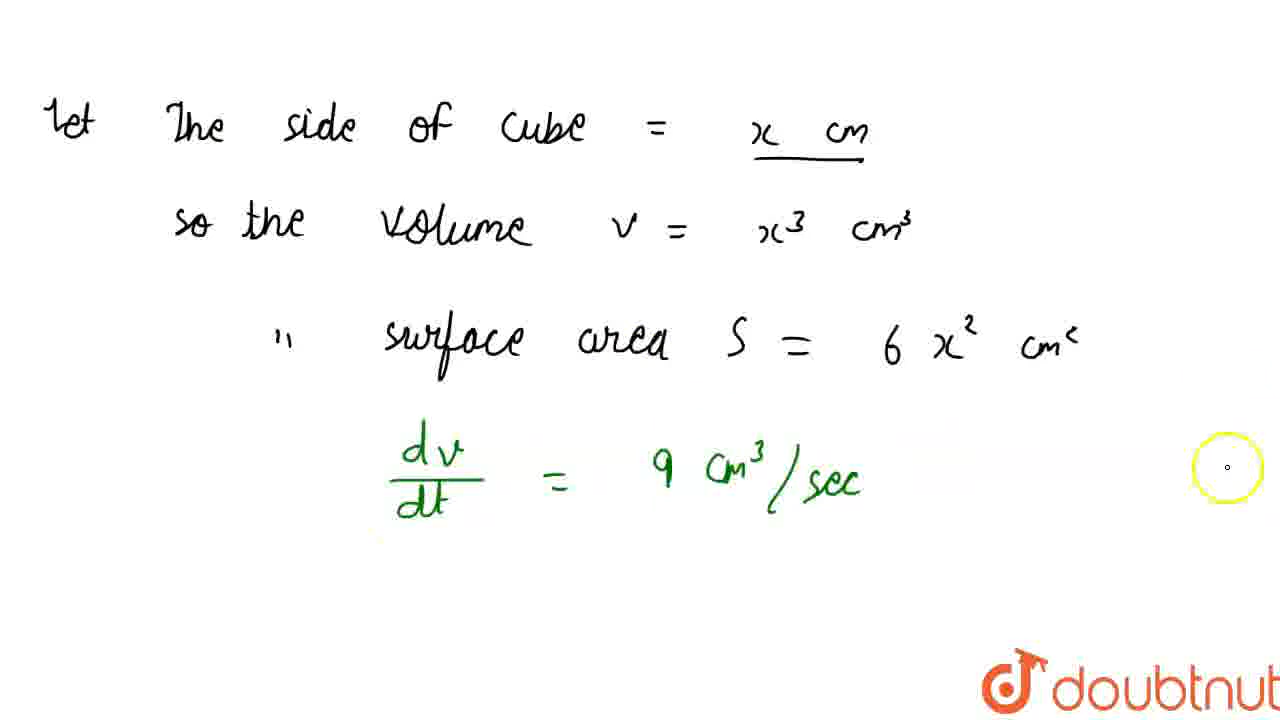 Let The side of cube = x cm
so the volume v = x³ cm³
" surface area S = 6 x² cm²
dv/dt = 9 cm³/sec
doubtnut